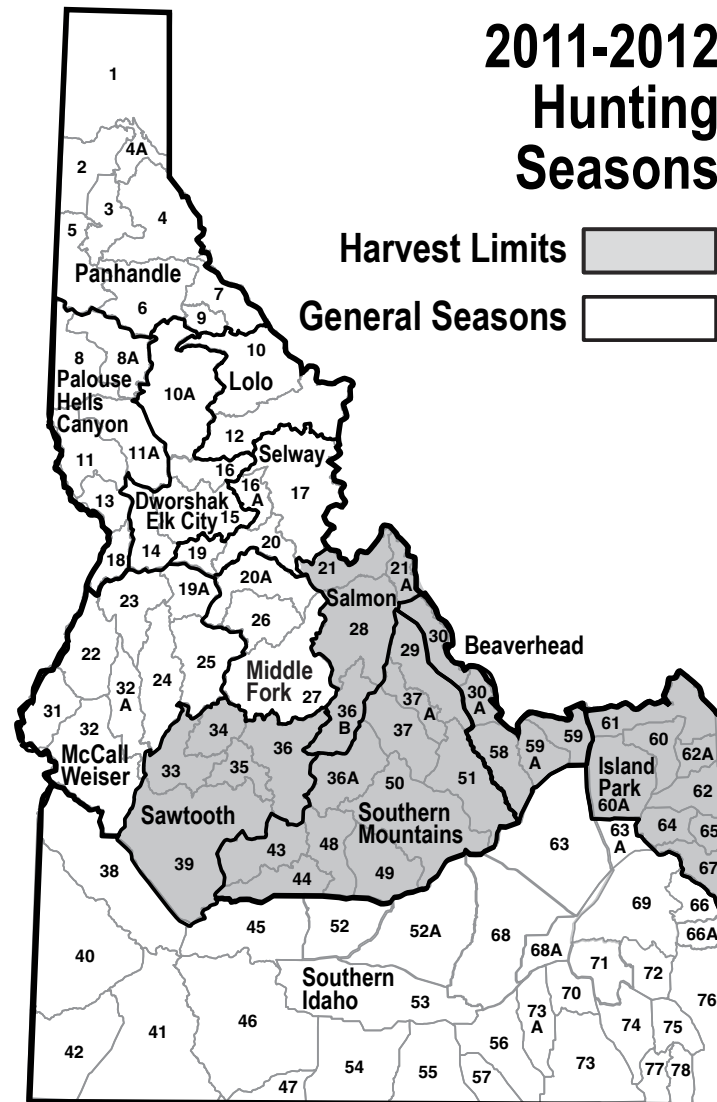 2011-2012
Hunting
Seasons
Harvest Limits
General Seasons
1
2
4A
3
4
5
Panhandle
6
7
9
8
8A
10
Palouse
Hells
Canyon
10A
Lolo
12
11
11A
Selway
16
16
A
17
13
Dworshak
Elk City
15
14
18
19
20
21
21
A
19A
20A
Salmon
23
26
28
30
Beaverhead
22
25
29
24
32
A
Middle
Fork
27
30
A
31
32
36
B
37
A
37
59
61
60
62A
34
36
58
59
A
McCall
Weiser
33
35
36A
50
51
Island
Park
60A
62
Sawtooth
Southern
Mountains
64
65
39
43
48
63
63
A
67
38
44
49
66
45
52
52A
68
69
66A
40
68A
71
72
Southern
Idaho
53
70
76
41
46
73
A
74
75
42
54
55
56
57
73
77
78
47